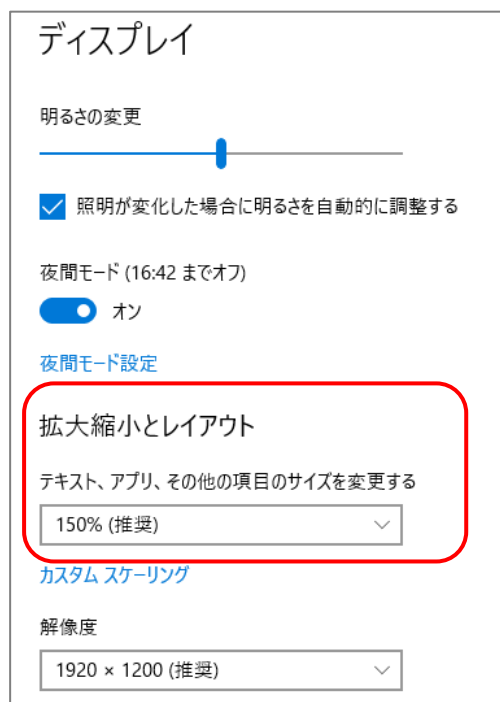 ディスプレイ
明るさの変更
照明が変化した場合に明るさを自動的に調整する
夜間モード (16:42 までオフ)
オン
夜間モード設定
拡大縮小とレイアウト
テキスト、アプリ、その他の項目のサイズを変更する
150% (推奨)
カスタム スケーリング
解像度
1920 × 1200 (推奨)